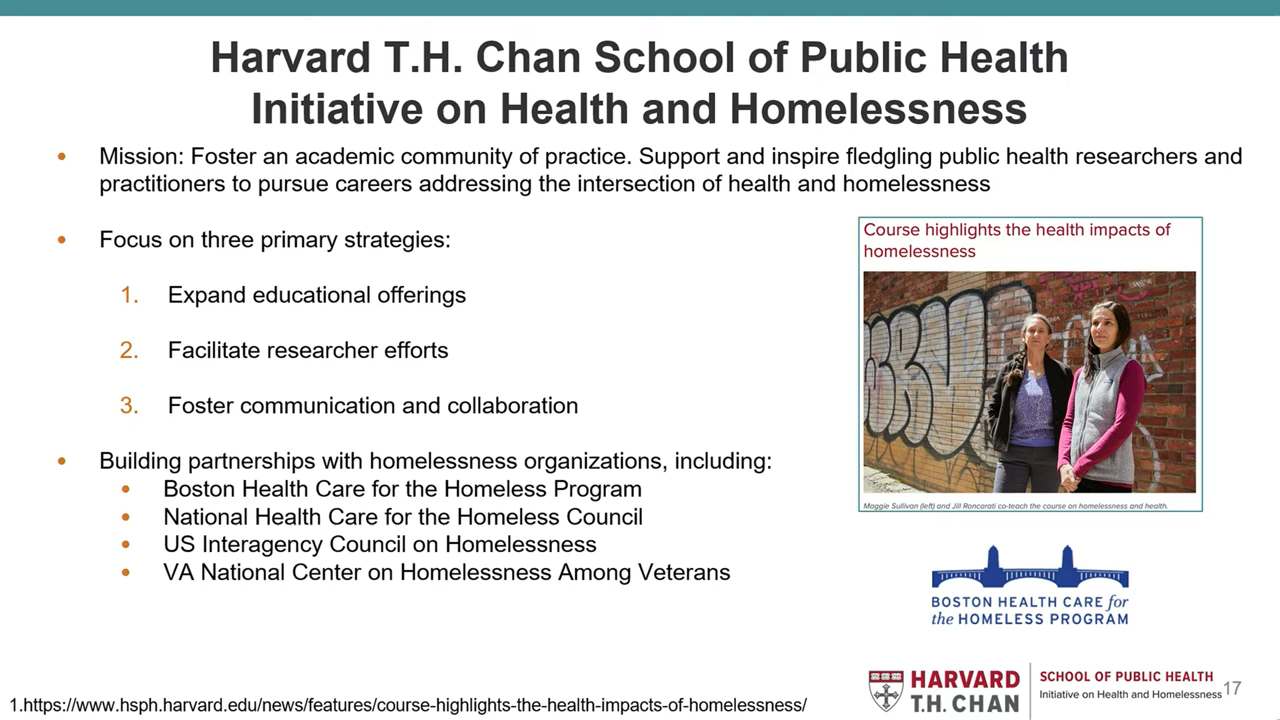 Harvard T.H. Chan School of Public Health
Initiative on Health and Homelessness
• Mission: Foster an academic community of practice. Support and inspire fledgling public health researchers and
practitioners to pursue careers addressing the intersection of health and homelessness
• Focus on three primary strategies:
1. Expand educational offerings
2. Facilitate researcher efforts
3. Foster communication and collaboration
• Building partnerships with homelessness organizations, including:
• Boston Health Care for the Homeless Program
• National Health Care for the Homeless Council
• US Interagency Council on Homelessness
• VA National Center on Homelessness Among Veterans
Course highlights the health impacts of
homelessness
Maggie Sullivan (left) and Jill Roncarati co-teach the course on homelessness and health.
BOSTON HEALTH CARE for
the HOMELESS PROGRAM
HARVARD
T.H. CHAN
SCHOOL OF PUBLIC HEALTH
Initiative on Health and Homelessness
17
1.https://www.hsph.harvard.edu/news/features/course-highlights-the-health-impacts-of-homelessness/